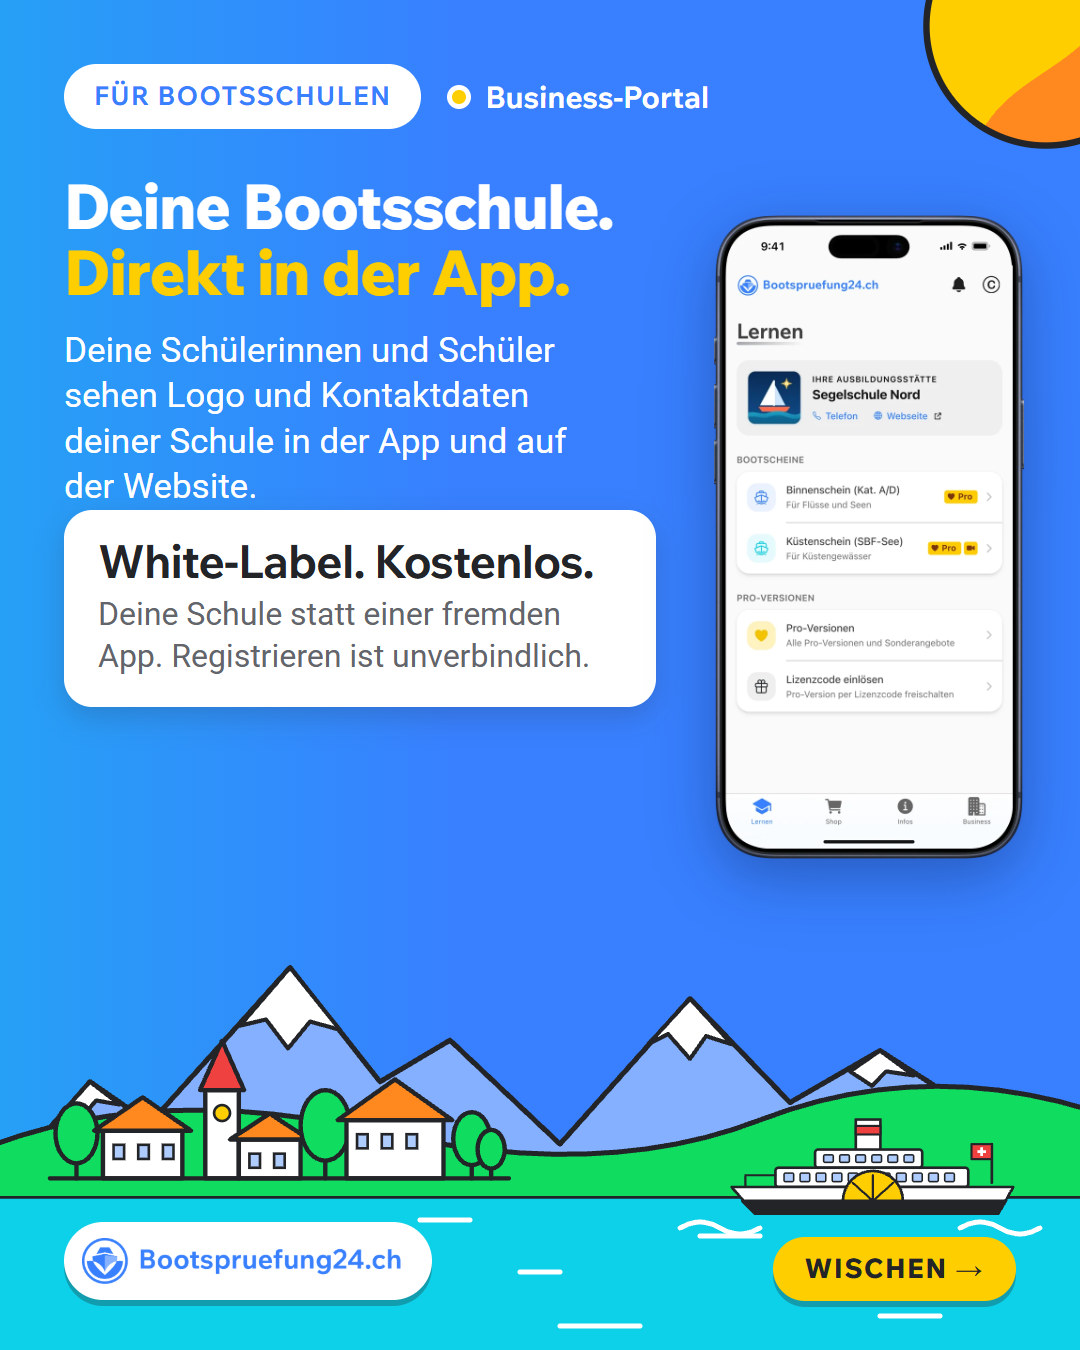 FÜR BOOTSSCHULEN
Business-Portal
Deine Bootsschule.
Direkt in der App.
Deine Schülerinnen und Schüler
sehen Logo und Kontaktdaten
deiner Schule in der App und auf
der Website.
White-Label. Kostenlos.
Deine Schule statt einer fremden
App. Registrieren ist unverbindlich.
9:41
Bootspruefung24.ch
Lernen
IHRE AUSBILDUNGSSTÄTTE
Segelschule Nord
Telefon
Webseite
BOOTSCHEINE
Binnenschein (Kat. A/D)
Für Flüsse und Seen
Pro
Küstenschein (SBF-See)
Für Küstengewässer
Pro
PRO-VERSIONEN
Pro-Versionen
Alle Pro-Versionen und Sonderangebote
Lizenzcode einlösen
Pro-Version per Lizenzcode freischalten
Lernen
Shop
Infos
Business
Bootspruefung24.ch
WISCHEN →